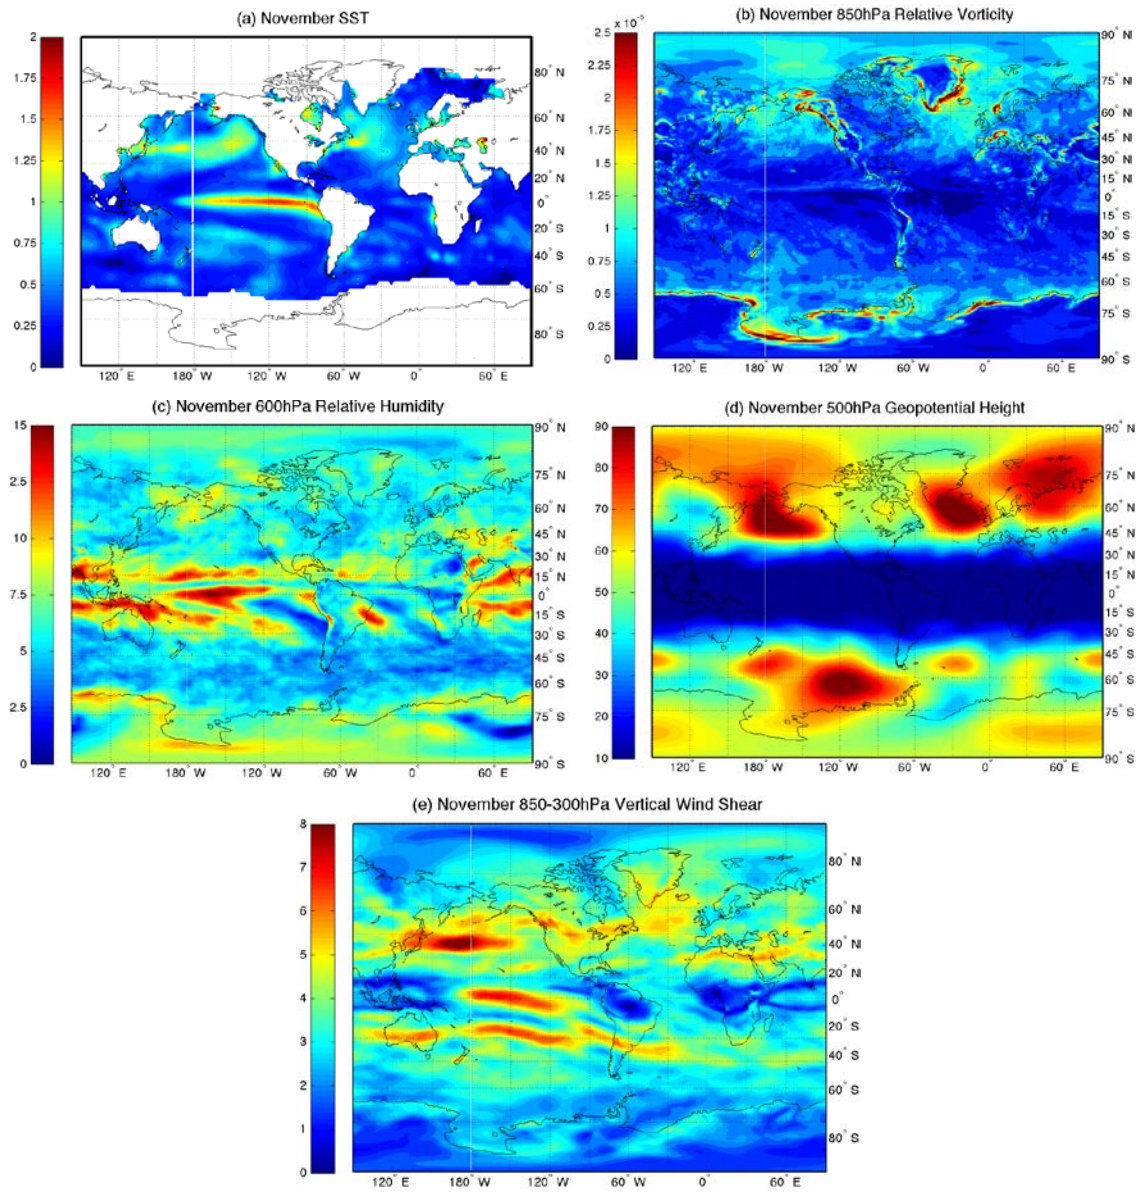 (a) November SST
2
1.75
1.5
1.25
1
0.75
0.5
0.25
0
80° N
60° N
40° N
20° N
0°
20° S
40° S
60° S
80° S
120° E 180° W 120° W 60° W 0° 60° E
(b) November 850hPa Relative Vorticity
x 10⁻⁵
2.5
2.25
2
1.75
1.5
1.25
1
0.75
0.5
0.25
90° N
75° N
60° N
45° N
30° N
15° N
0°
15° S
30° S
45° S
60° S
75° S
90° S
120° E 180° W 120° W 60° W 0° 60° E
(c) November 600hPa Relative Humidity
15
12.5
10
7.5
5
2.5
0
90° N
75° N
60° N
45° N
30° N
15° N
0°
15° S
30° S
45° S
60° S
75° S
90° S
120° E 180° W 120° W 60° W 0° 60° E
(d) November 500hPa Geopotential Height
90
80
70
60
50
40
30
20
10
90° N
75° N
60° N
45° N
30° N
15° N
0°
15° S
30° S
45° S
60° S
75° S
90° S
120° E 180° W 120° W 60° W 0° 60° E
(e) November 850-300hPa Vertical Wind Shear
8
7
6
5
4
3
2
1
0
80° N
60° N
40° N
20° N
0°
20° S
40° S
60° S
80° S
120° E 180° W 120° W 60° W 0° 60° E